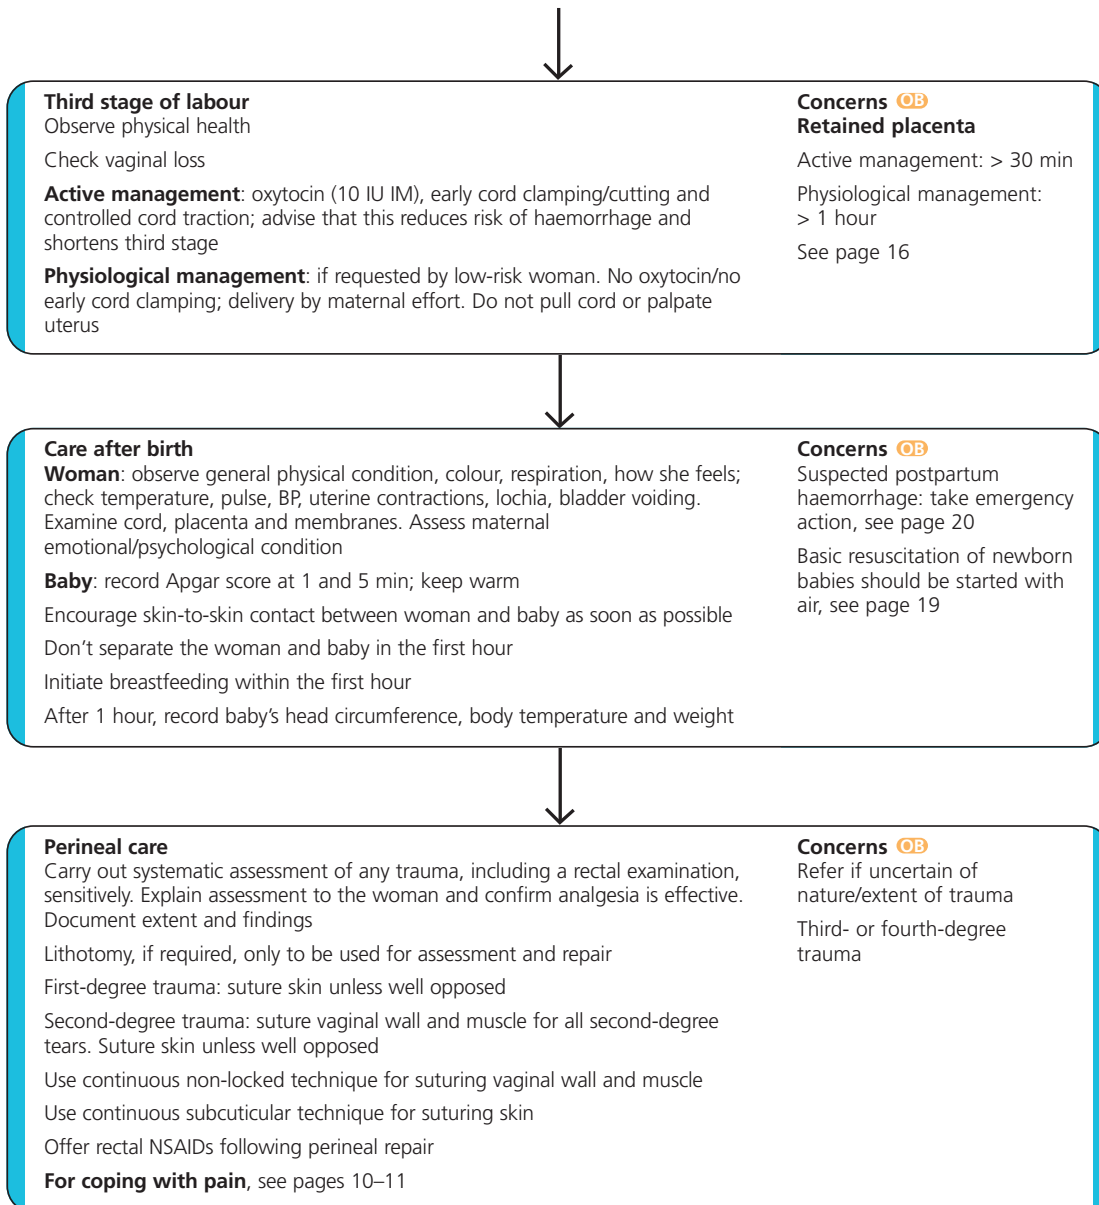 Third stage of labour
Observe physical health
Check vaginal loss
Active management: oxytocin (10 IU IM), early cord clamping/cutting and
controlled cord traction; advise that this reduces risk of haemorrhage and
shortens third stage
Physiological management: if requested by low-risk woman. No oxytocin/no
early cord clamping; delivery by maternal effort. Do not pull cord or palpate
uterus
Concerns OB
Retained placenta
Active management: > 30 min
Physiological management:
> 1 hour
See page 16
Care after birth
Woman: observe general physical condition, colour, respiration, how she feels;
check temperature, pulse, BP, uterine contractions, lochia, bladder voiding.
Examine cord, placenta and membranes. Assess maternal
emotional/psychological condition
Baby: record Apgar score at 1 and 5 min; keep warm
Encourage skin-to-skin contact between woman and baby as soon as possible
Don't separate the woman and baby in the first hour
Initiate breastfeeding within the first hour
After 1 hour, record baby's head circumference, body temperature and weight
Concerns OB
Suspected postpartum
haemorrhage: take emergency
action, see page 20
Basic resuscitation of newborn
babies should be started with
air, see page 19
Perineal care
Carry out systematic assessment of any trauma, including a rectal examination,
sensitively. Explain assessment to the woman and confirm analgesia is effective.
Document extent and findings
Lithotomy, if required, only to be used for assessment and repair
First-degree trauma: suture skin unless well opposed
Second-degree trauma: suture vaginal wall and muscle for all second-degree
tears. Suture skin unless well opposed
Use continuous non-locked technique for suturing vaginal wall and muscle
Use continuous subcuticular technique for suturing skin
Offer rectal NSAIDs following perineal repair
For coping with pain, see pages 10–11
Concerns OB
Refer if uncertain of
nature/extent of trauma
Third- or fourth-degree
trauma